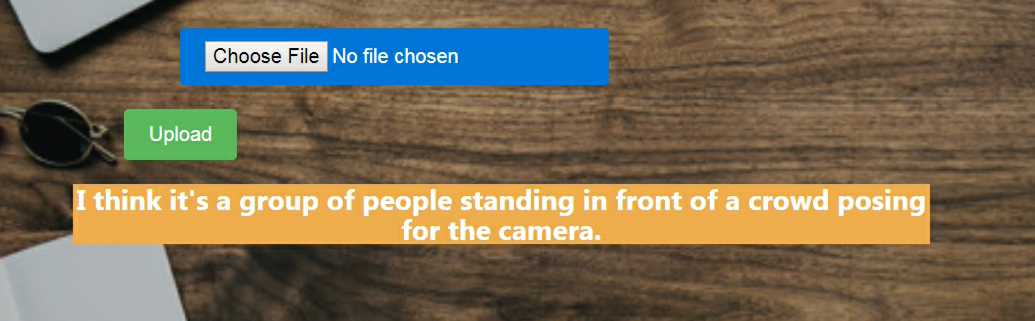 Choose File No file chosen
Upload
I think it's a group of people standing in front of a crowd posing
for the camera.